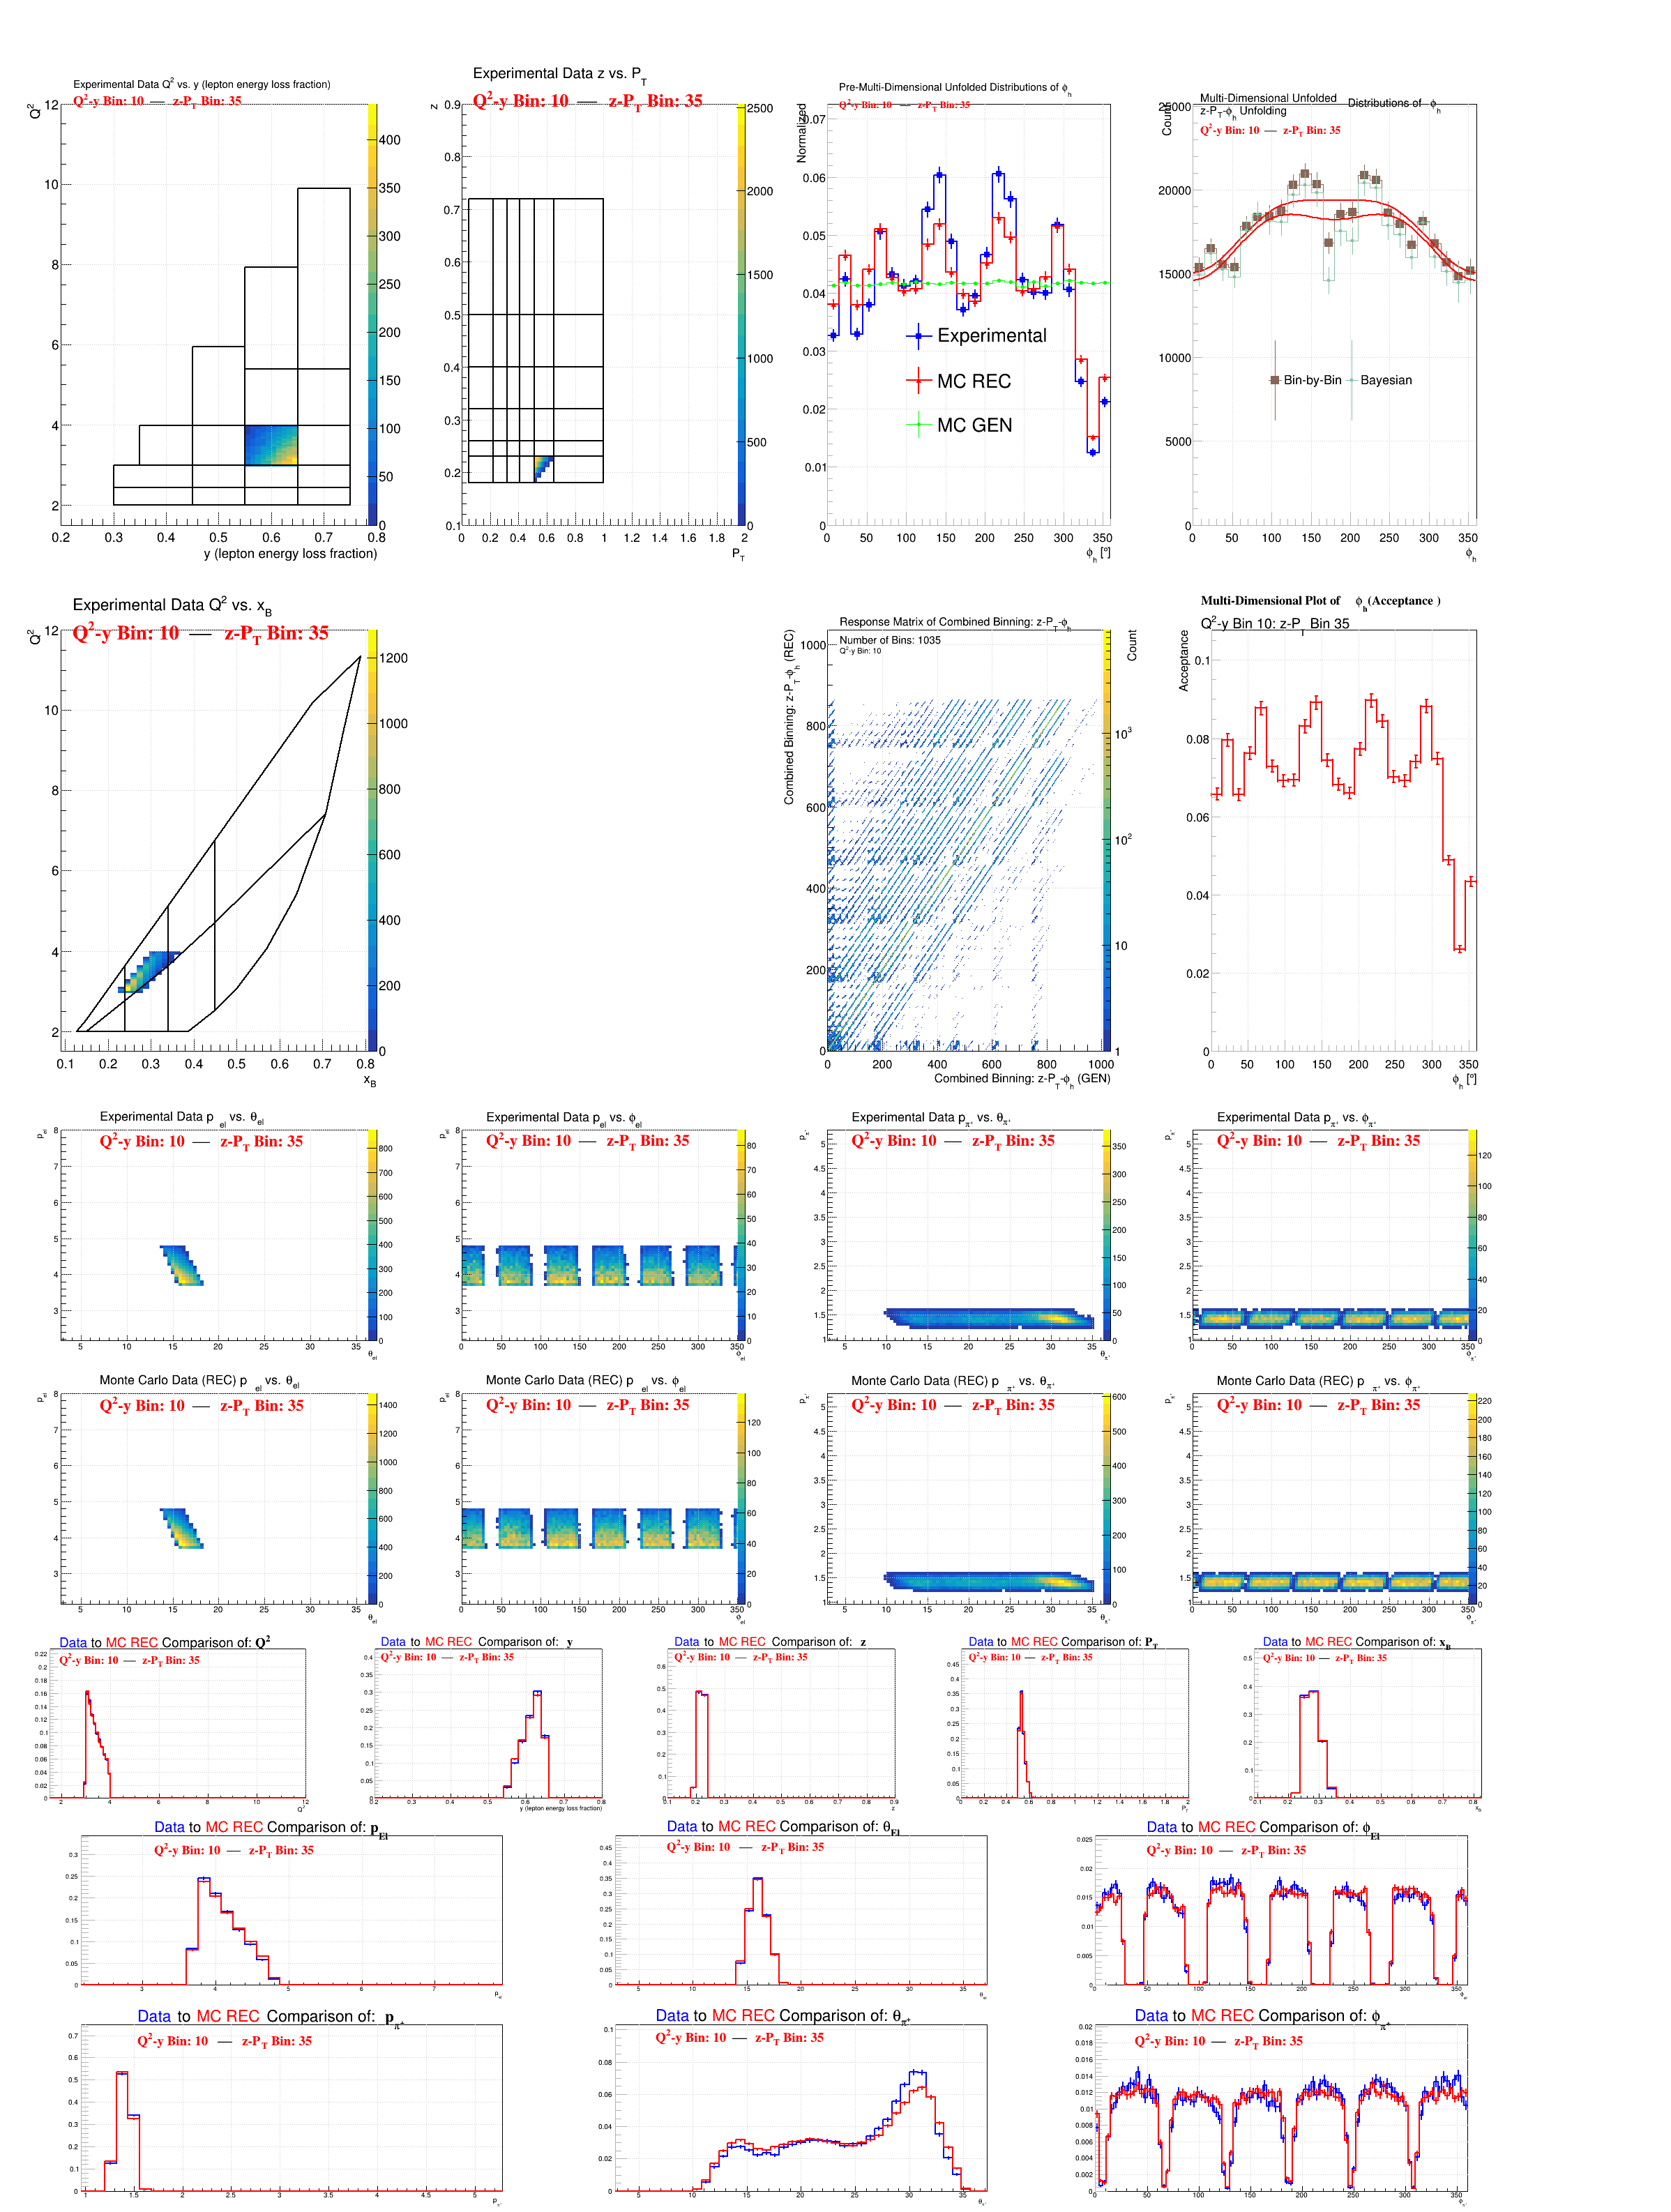 Experimental Data Q² vs. y (lepton energy loss fraction)
Q²-y Bin: 10 — z-P_T Bin: 35
Q²
y (lepton energy loss fraction)
Experimental Data z vs. P_T
Q²-y Bin: 10 — z-P_T Bin: 35
z
P_T
Pre-Multi-Dimensional Unfolded Distributions of ϕ_h
Q²-y Bin: 10 — z-P_T Bin: 35
Normalized
Experimental
MC REC
MC GEN
ϕ_h [°]
Multi-Dimensional Unfolded Distributions of ϕ_h
z-P_T-ϕ_h Unfolding
Q²-y Bin: 10 — z-P_T Bin: 35
Count
Bin-by-Bin
Bayesian
ϕ_h
Experimental Data Q² vs. x_B
Q²-y Bin: 10 — z-P_T Bin: 35
Q²
x_B
Response Matrix of Combined Binning: z-P_T-ϕ_h
Number of Bins: 1035
Q²-y Bin: 10
Combined Binning: z-P_T-ϕ_h (REC)
Combined Binning: z-P_T-ϕ_h (GEN)
Count
Multi-Dimensional Plot of ϕ_h (Acceptance )
Q²-y Bin 10: z-P_T Bin 35
Acceptance
ϕ_h [°]
Experimental Data p_el vs. θ_el
Q²-y Bin: 10 — z-P_T Bin: 35
Experimental Data p_el vs. ϕ_el
Q²-y Bin: 10 — z-P_T Bin: 35
Experimental Data p_π⁺ vs. θ_π⁺
Q²-y Bin: 10 — z-P_T Bin: 35
Experimental Data p_π⁺ vs. ϕ_π⁺
Q²-y Bin: 10 — z-P_T Bin: 35
Monte Carlo Data (REC) p_el vs. θ_el
Q²-y Bin: 10 — z-P_T Bin: 35
Monte Carlo Data (REC) p_el vs. ϕ_el
Q²-y Bin: 10 — z-P_T Bin: 35
Monte Carlo Data (REC) p_π⁺ vs. θ_π⁺
Q²-y Bin: 10 — z-P_T Bin: 35
Monte Carlo Data (REC) p_π⁺ vs. ϕ_π⁺
Q²-y Bin: 10 — z-P_T Bin: 35
Data to MC REC Comparison of: Q²
Q²-y Bin: 10 — z-P_T Bin: 35
Q²
Data to MC REC Comparison of: y
Q²-y Bin: 10 — z-P_T Bin: 35
y (lepton energy loss fraction)
Data to MC REC Comparison of: z
Q²-y Bin: 10 — z-P_T Bin: 35
z
Data to MC REC Comparison of: P_T
Q²-y Bin: 10 — z-P_T Bin: 35
P_T
Data to MC REC Comparison of: x_B
Q²-y Bin: 10 — z-P_T Bin: 35
x_B
Data to MC REC Comparison of: p_El
Q²-y Bin: 10 — z-P_T Bin: 35
Data to MC REC Comparison of: θ_El
Q²-y Bin: 10 — z-P_T Bin: 35
Data to MC REC Comparison of: ϕ_El
Q²-y Bin: 10 — z-P_T Bin: 35
Data to MC REC Comparison of: p_π⁺
Q²-y Bin: 10 — z-P_T Bin: 35
Data to MC REC Comparison of: θ_π⁺
Q²-y Bin: 10 — z-P_T Bin: 35
Data to MC REC Comparison of: ϕ_π⁺
Q²-y Bin: 10 — z-P_T Bin: 35